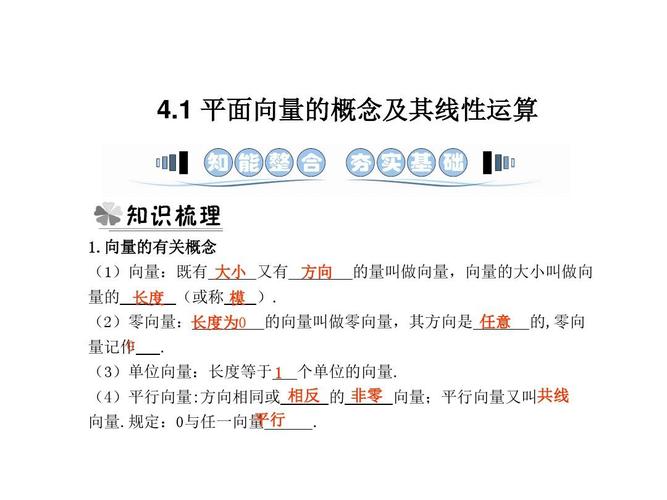 4.1 平面向量的概念及其线性运算
知能整合 夯实基础
知识梳理
1.向量的有关概念
（1）向量：既有大小又有方向的量叫做向量，向量的大小叫做向
量的长度（或称模）.
（2）零向量：长度为0的向量叫做零向量，其方向是任意的,零向
量记作___.
（3）单位向量：长度等于1个单位的向量.
（4）平行向量:方向相同或相反的非零向量；平行向量又叫共线
向量.规定：0与任一向量平行.